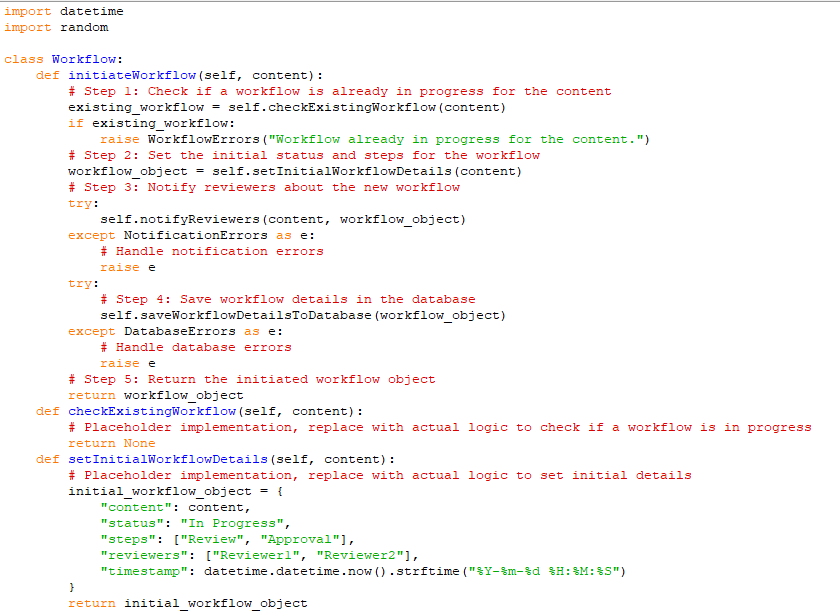 import datetime
import random
class Workflow:
    def initiateWorkflow(self, content):
        # Step 1: Check if a workflow is already in progress for the content
        existing_workflow = self.checkExistingWorkflow(content)
        if existing_workflow:
            raise WorkflowErrors("Workflow already in progress for the content.")
        # Step 2: Set the initial status and steps for the workflow
        workflow_object = self.setInitialWorkflowDetails(content)
        # Step 3: Notify reviewers about the new workflow
        try:
            self.notifyReviewers(content, workflow_object)
        except NotificationErrors as e:
            # Handle notification errors
            raise e
        try:
            # Step 4: Save workflow details in the database
            self.saveWorkflowDetailsToDatabase(workflow_object)
        except DatabaseErrors as e:
            # Handle database errors
            raise e
        # Step 5: Return the initiated workflow object
        return workflow_object
    def checkExistingWorkflow(self, content):
        # Placeholder implementation, replace with actual logic to check if a workflow is in progress
        return None
    def setInitialWorkflowDetails(self, content):
        # Placeholder implementation, replace with actual logic to set initial details
        initial_workflow_object = {
            "content": content,
            "status": "In Progress",
            "steps": ["Review", "Approval"],
            "reviewers": ["Reviewer1", "Reviewer2"],
            "timestamp": datetime.datetime.now().strftime("%Y-%m-%d %H:%M:%S")
        }
        return initial_workflow_object